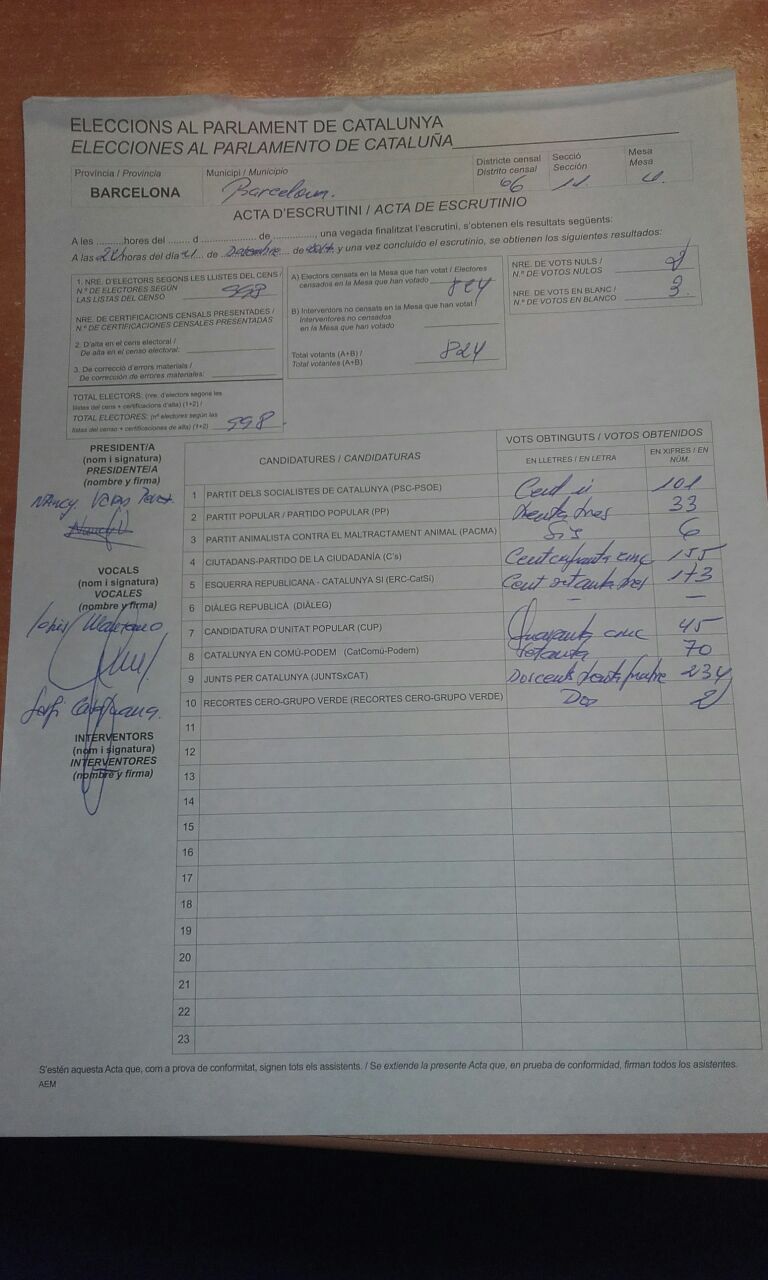 ELECCIONS AL PARLAMENT DE CATALUNYA
ELECCIONES AL PARLAMENTO DE CATALUÑA
Província / Provincia
BARCELONA
Municipi / Municipio
Barcelona.
Districte censal
Distrito censal
06
Secció
Sección
11
Mesa
Mesa
U.
ACTA D'ESCRUTINI / ACTA DE ESCRUTINIO
A les ........hores del ....... d .................. de ............., una vegada finalitzat l'escrutini, s'obtenen els resultats següents:
A las 22 horas del día 21 de Desembre de 2017 y una vez concluido el escrutinio, se obtienen los siguientes resultados:
1. NRE. D'ELECTORS SEGONS LES LLISTES DEL CENS /
N.º DE ELECTORES SEGÚN
LAS LISTAS DEL CENSO
998
NRE. DE CERTIFICACIONS CENSALS PRESENTADES /
N.º DE CERTIFICACIONES CENSALES PRESENTADAS
2. D'alta en el cens electoral /
De alta en el censo electoral:
3. De correcció d'errors materials /
De corrección de errores materiales:
TOTAL ELECTORS: (nre. d'electors segons les
llistes del cens + certificacions d'alta) (1+2) /
TOTAL ELECTORES: (nº electores según las
listas del censo + certificaciones de alta) (1+2)
998.
A) Electors censats en la Mesa que han votat / Electores
censados en la Mesa que han votado
824
B) Interventors no censats en la Mesa que han votat /
Interventores no censados
en la Mesa que han votado
Total votants (A+B) /
Total votantes (A+B)
824
NRE. DE VOTS NULS /
N.º DE VOTOS NULOS
NRE. DE VOTS EN BLANC /
N.º DE VOTOS EN BLANCO
3
PRESIDENT/A
(nom i signatura)
PRESIDENTE/A
(nombre y firma)
Nancy
VOCALS
(nom i signatura)
VOCALES
(nombre y firma)
INTERVENTORS
(nom i signatura)
INTERVENTORES
(nombre y firma)
CANDIDATURES / CANDIDATURAS
VOTS OBTINGUTS / VOTOS OBTENIDOS
EN LLETRES / EN LETRA
EN XIFRES / EN NÚM.
1 PARTIT DELS SOCIALISTES DE CATALUNYA (PSC-PSOE) Cent u 101
2 PARTIT POPULAR / PARTIDO POPULAR (PP) trenta tres 33
3 PARTIT ANIMALISTA CONTRA EL MALTRACTAMENT ANIMAL (PACMA) Sis 6
4 CIUTADANS-PARTIDO DE LA CIUDADANÍA (C's) Cent cinquanta cinc 155
5 ESQUERRA REPUBLICANA - CATALUNYA SI (ERC-CatSí) Cent setanta tres 173
6 DIÀLEG REPUBLICÀ (DIÀLEG) — —
7 CANDIDATURA D'UNITAT POPULAR (CUP) Quaranta cinc 45
8 CATALUNYA EN COMÚ-PODEM (CatComú-Podem) Setanta 70
9 JUNTS PER CATALUNYA (JUNTSxCAT) Doscents trenta quatre 234
10 RECORTES CERO-GRUPO VERDE (RECORTES CERO-GRUPO VERDE) Dos 2
11
12
13
14
15
16
17
18
19
20
21
22
23
S'estén aquesta Acta que, com a prova de conformitat, signen tots els assistents. / Se extiende la presente Acta que, en prueba de conformidad, firman todos los asistentes.
AEM